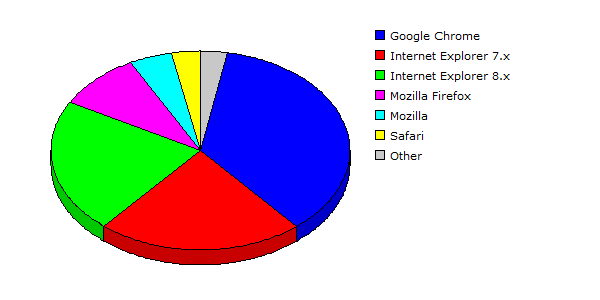 Google Chrome
Internet Explorer 7.x
Internet Explorer 8.x
Mozilla Firefox
Mozilla
Safari
Other